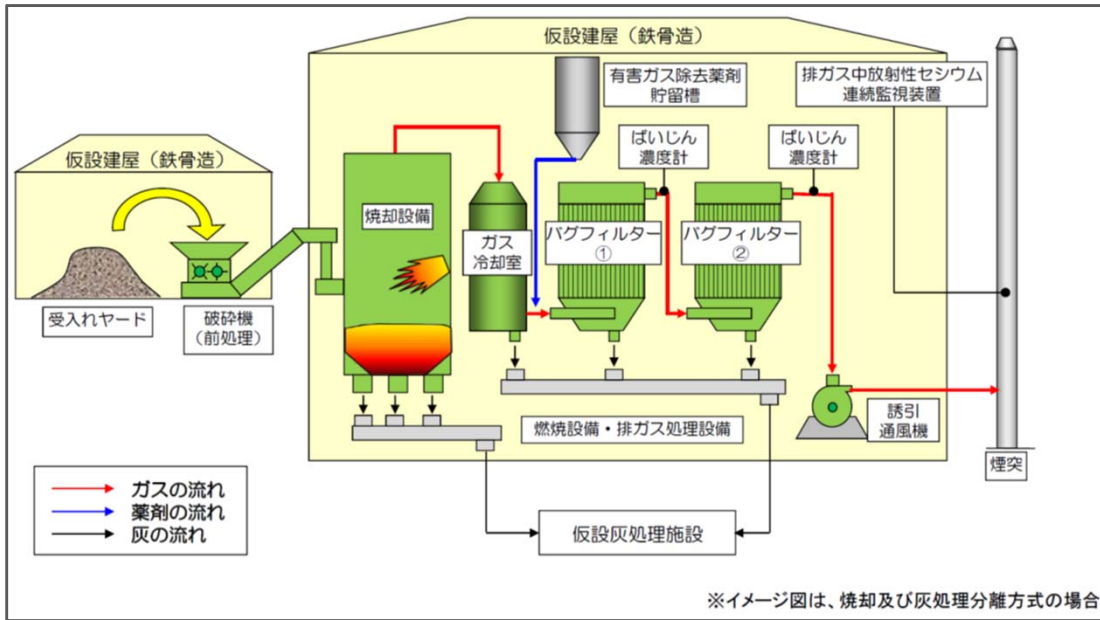 仮設建屋（鉄骨造）
有害ガス除去薬剤
貯留槽
排ガス中放射性セシウム
連続監視装置
ばいじん
濃度計
ばいじん
濃度計
仮設建屋（鉄骨造）
焼却設備
ガス
冷却室
バグフィルター
①
バグフィルター
②
受入れヤード
破砕機
（前処理）
燃焼設備・排ガス処理設備
誘引
通風機
煙突
ガスの流れ
薬剤の流れ
灰の流れ
仮設灰処理施設
※イメージ図は、焼却及び灰処理分離方式の場合